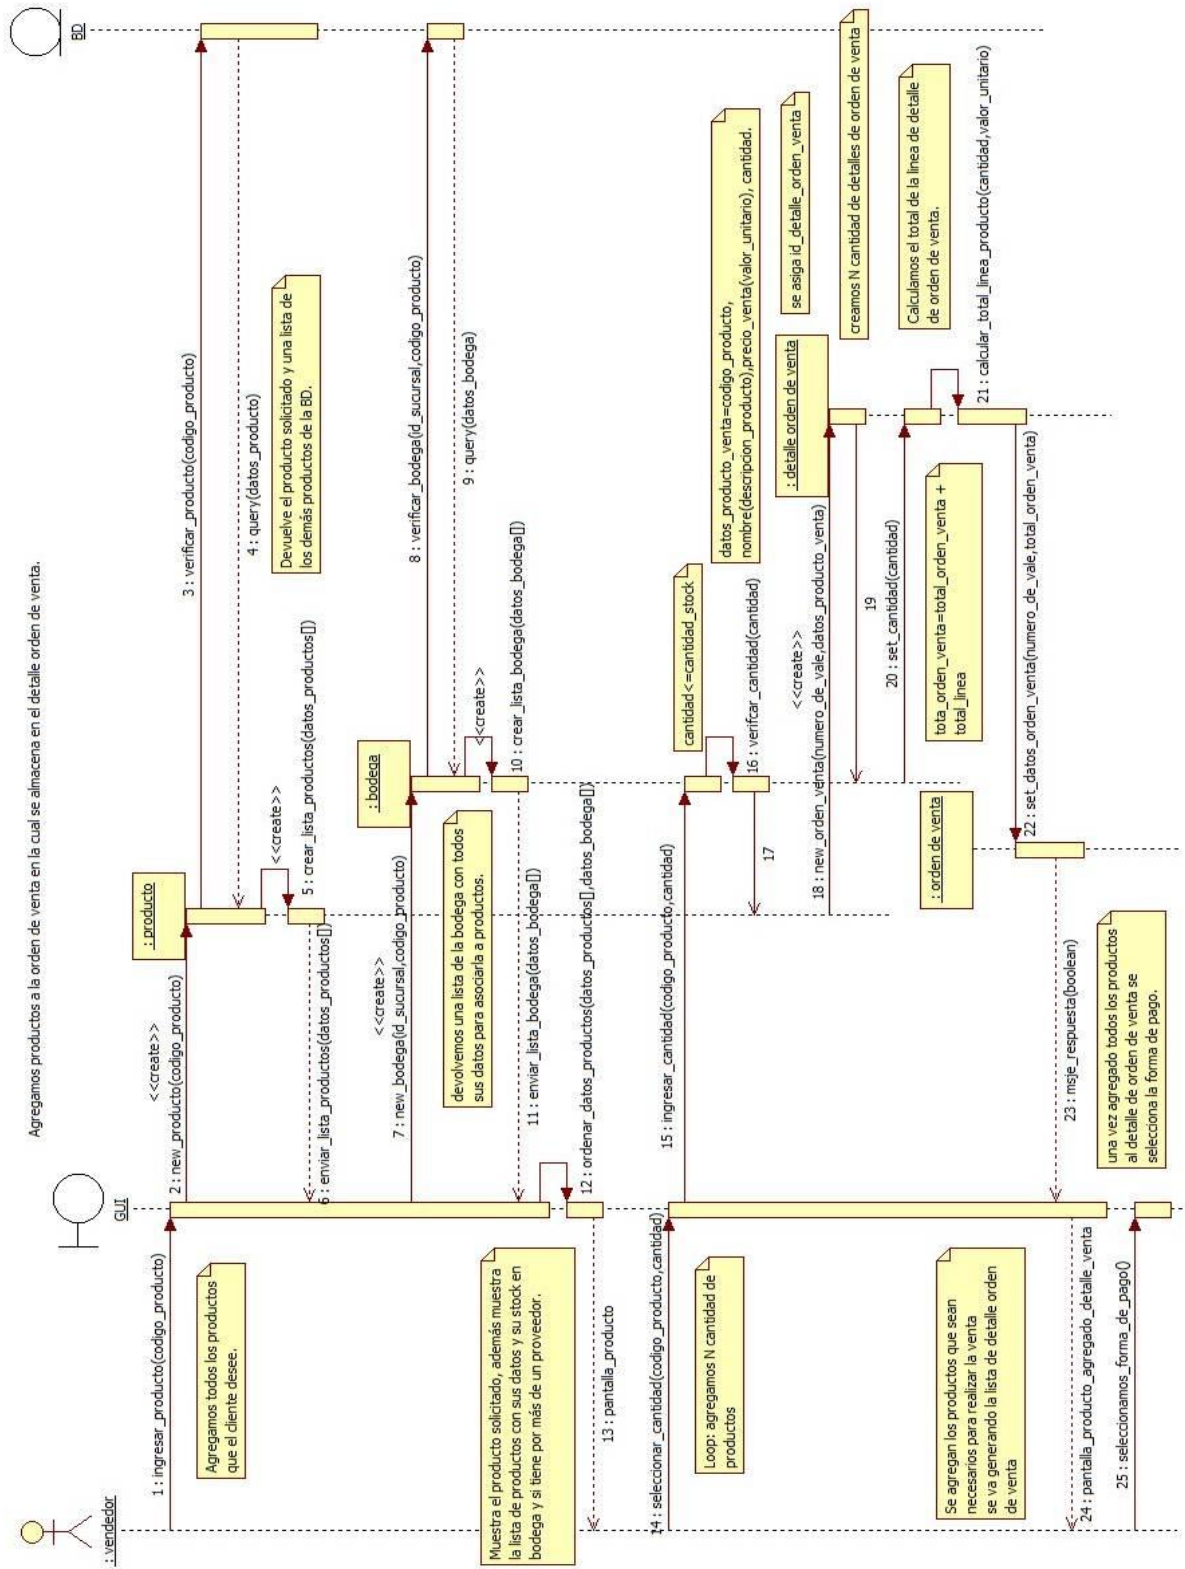 Agregamos productos a la orden de venta en la cual se almacena en el detalle orden de venta.
: vendedor
GUI
BD
1 : ingresar_producto(codigo_producto)
Agregamos todos los productos
que el cliente desee.
<<create>>
2 : new_producto(codigo_producto)
: producto
3 : verificar_producto(codigo_producto)
4 : query(datos_producto)
Devuelve el producto solicitado y una lista de
los demás productos de la BD.
<<create>>
5 : crear_lista_productos(datos_productos[])
6 : enviar_lista_productos(datos_productos[])
<<create>>
7 : new_bodega(id_sucursal,codigo_producto)
: bodega
8 : verificar_bodega(id_sucursal,codigo_producto)
9 : query(datos_bodega)
devolvemos una lista de la bodega con todos
sus datos para asociarla a productos.
<<create>>
10 : crear_lista_bodega(datos_bodega[])
11 : enviar_lista_bodega(datos_bodega[])
12 : ordenar_datos_productos(datos_productos[],datos_bodega[])
Muestra el producto solicitado, además muestra
la lista de productos con sus datos y su stock en
bodega y si tiene por más de un proveedor.
13 : pantalla_producto
14 : seleccionar_cantidad(codigo_producto,cantidad)
Loop: agregamos N cantidad de
productos
15 : ingresar_cantidad(codigo_producto,cantidad)
cantidad<=cantidad_stock
16 : verifcar_cantidad(cantidad)
17
datos_producto_venta=codigo_producto,
nombre(descripcion_producto),precio_venta(valor_unitario), cantidad.
<<create>>
18 : new_orden_venta(numero_de_vale,datos_producto_venta)
: detalle orden de venta
se asiga id_detalle_orden_venta
creamos N cantidad de detalles de orden de venta
19
20 : set_cantidad(cantidad)
Calculamos el total de la linea de detalle
de orden de venta.
21 : calcular_total_linea_producto(cantidad,valor_unitario)
tota_orden_venta=total_orden_venta +
total_linea
: orden de venta
22 : set_datos_orden_venta(numero_de_vale,total_orden_venta)
23 : msje_respuesta(boolean)
Se agregan los productos que sean
necesarios para realizar la venta
se va generando la lista de detalle orden
de venta
24 : pantalla_producto_agregado_detalle_venta
una vez agregado todos los productos
al detalle de orden de venta se
selecciona la forma de pago.
25 : seleccionamos_forma_de_pago()